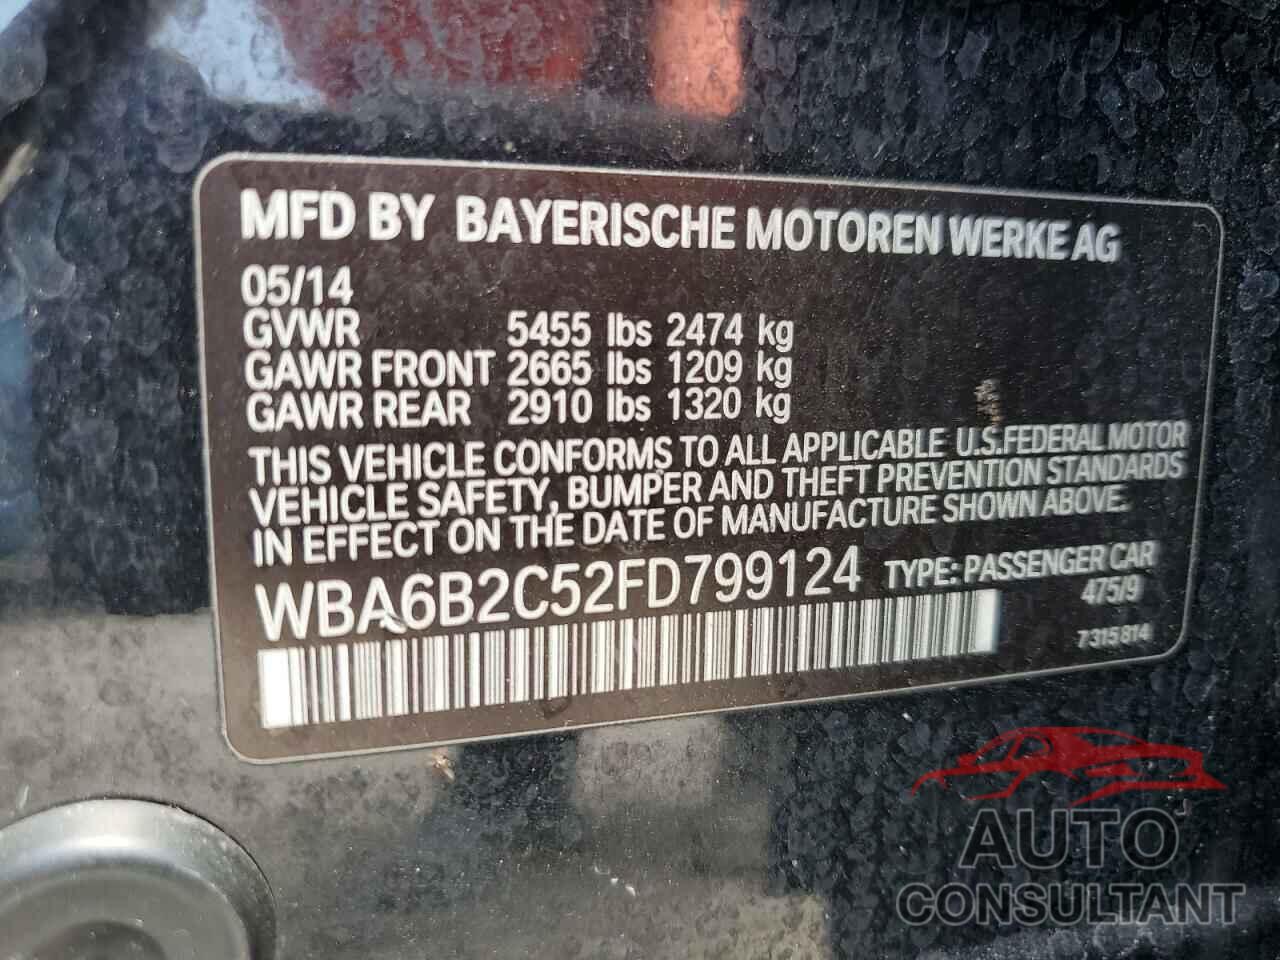 MFD BY BAYERISCHE MOTOREN WERKE AG
05/14
GVWR 5455 lbs 2474 kg
GAWR FRONT 2665 lbs 1209 kg
GAWR REAR 2910 lbs 1320 kg
THIS VEHICLE CONFORMS TO ALL APPLICABLE U.S.FEDERAL MOTOR
VEHICLE SAFETY, BUMPER AND THEFT PREVENTION STANDARDS
IN EFFECT ON THE DATE OF MANUFACTURE SHOWN ABOVE.
WBA6B2C52FD799124 TYPE: PASSENGER CAR
475/9
7315814
AUTO
CONSULTANT